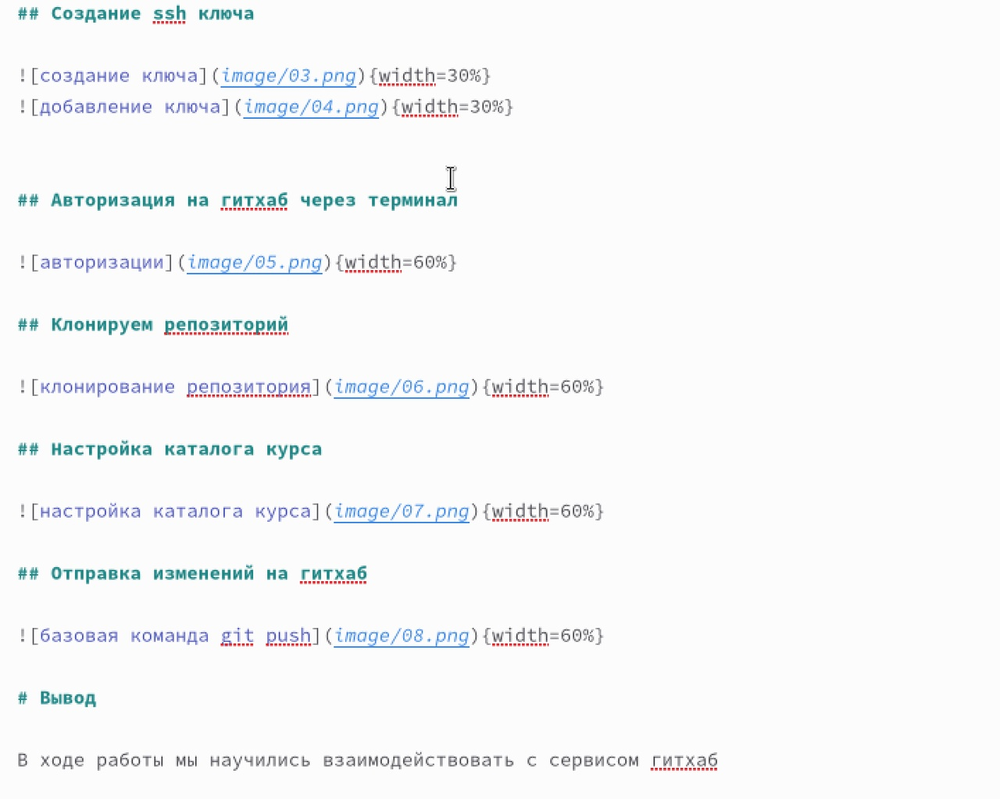 ## Создание ssh ключа
![создание ключа](image/03.png){width=30%}
![добавление ключа](image/04.png){width=30%}
## Авторизация на гитхаб через терминал
![авторизации](image/05.png){width=60%}
## Клонируем репозиторий
![клонирование репозитория](image/06.png){width=60%}
## Настройка каталога курса
![настройка каталога курса](image/07.png){width=60%}
## Отправка изменений на гитхаб
![базовая команда git push](image/08.png){width=60%}
# Вывод
В ходе работы мы научились взаимодействовать с сервисом гитхаб